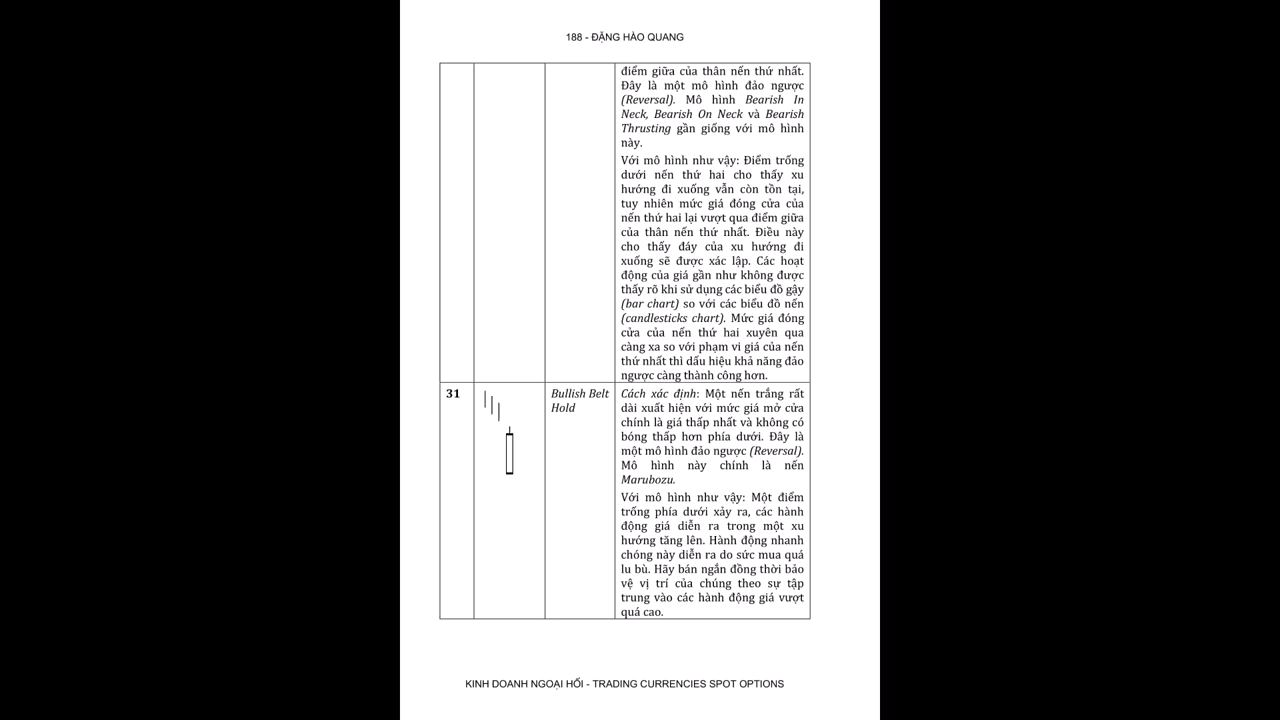 188 - ĐẶNG HÀO QUANG
điểm giữa của thân nến thứ nhất.
Đây là một mô hình đảo ngược
(Reversal). Mô hình Bearish In
Neck, Bearish On Neck và Bearish
Thrusting gần giống với mô hình
này.
Với mô hình như vậy: Điểm trống
dưới nến thứ hai cho thấy xu
hướng đi xuống vẫn còn tồn tại,
tuy nhiên mức giá đóng cửa của
nến thứ hai lại vượt qua điểm giữa
của thân nến thứ nhất. Điều này
cho thấy đáy của xu hướng đi
xuống sẽ được xác lập. Các hoạt
động của giá gần như không được
thấy rõ khi sử dụng các biểu đồ gậy
(bar chart) so với các biểu đồ nến
(candlesticks chart). Mức giá đóng
cửa của nến thứ hai xuyên qua
càng xa so với phạm vi giá của nến
thứ nhất thì dấu hiệu khả năng đảo
ngược càng thành công hơn.
31
Bullish Belt
Hold
Cách xác định: Một nến trắng rất
dài xuất hiện với mức giá mở cửa
chính là giá thấp nhất và không có
bóng thấp hơn phía dưới. Đây là
một mô hình đảo ngược (Reversal).
Mô hình này chính là nến
Marubozu.
Với mô hình như vậy: Một điểm
trống phía dưới xảy ra, các hành
động giá diễn ra trong một xu
hướng tăng lên. Hành động nhanh
chóng này diễn ra do sức mua quá
lu bù. Hãy bán ngắn đồng thời bảo
vệ vị trí của chúng theo sự tập
trung vào các hành động giá vượt
quá cao.
KINH DOANH NGOẠI HỐI - TRADING CURRENCIES SPOT OPTIONS